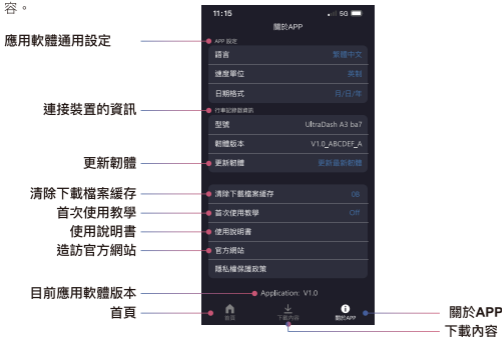 容。
11:15
5G
關於APP
應用軟體通用設定
APP 設定
語言 繁體中文
速度單位 英制
日期格式 月/日/年
連接裝置的資訊
行車記錄器資訊
型號 UltraDash A3 ba7
韌體版本 V1.0_ABCDEF_A
更新韌體
更新韌體 更新最新韌體
清除下載檔案緩存
清除下載檔案緩存 0B
首次使用教學
首次使用教學 Off
使用說明書
使用說明書
造訪官方網站
官方網站
隱私權保護政策
目前應用軟體版本
Application: V1.0
首頁
首頁 下載內容 關於APP
關於APP
下載內容